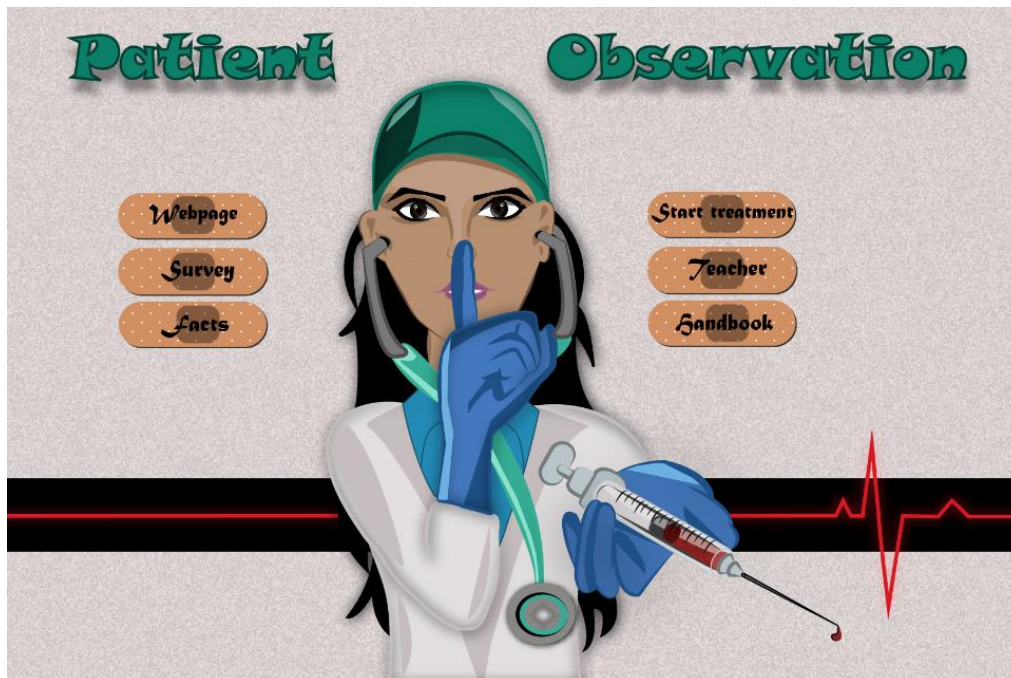 Patient Observation
Webpage
Survey
Facts
Start treatment
Teacher
Handbook